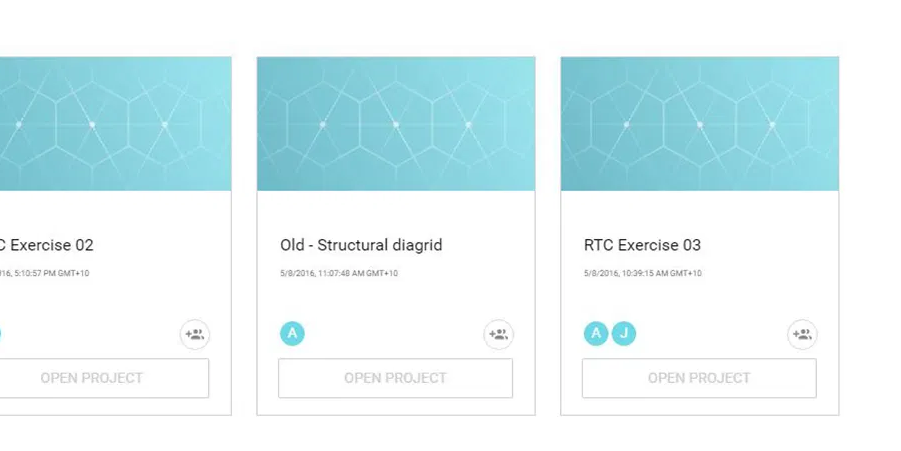 C Exercise 02
016, 5:10:57 PM GMT+10
OPEN PROJECT
Old - Structural diagrid
5/8/2016, 11:07:48 AM GMT+10
A
OPEN PROJECT
RTC Exercise 03
5/8/2016, 10:39:15 AM GMT+10
A J
OPEN PROJECT